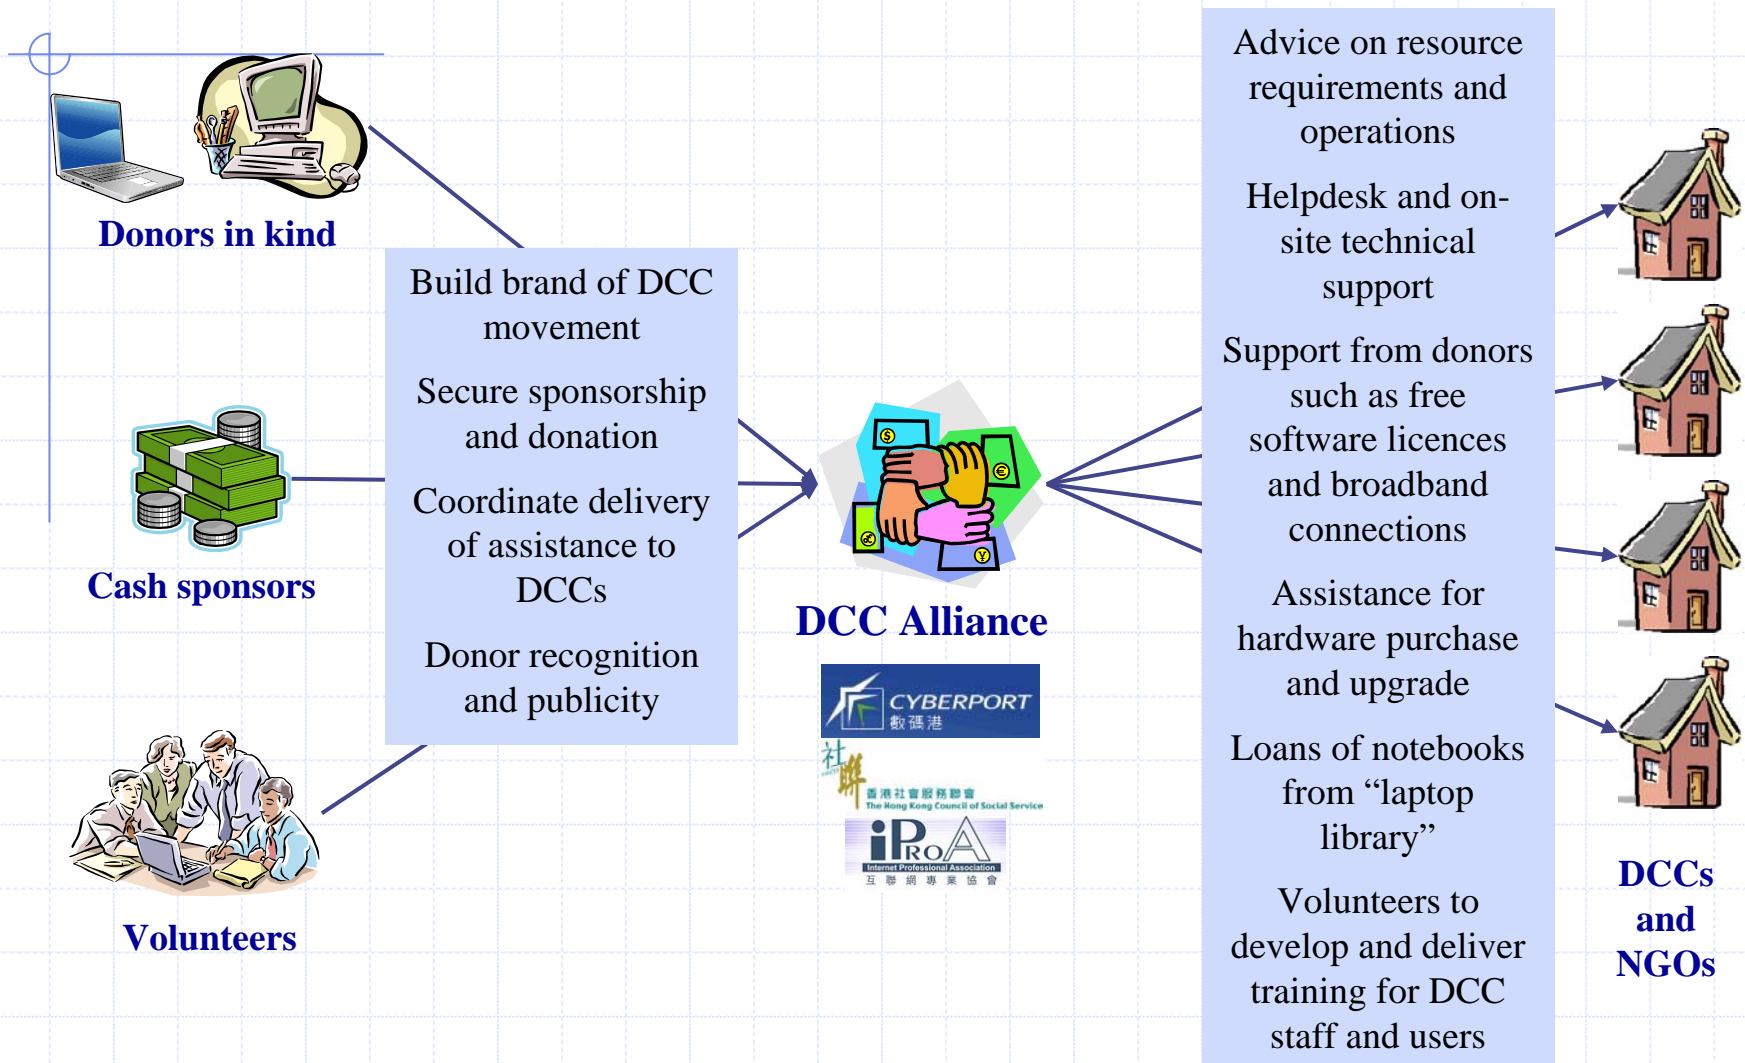 Donors in kind
Cash sponsors
Volunteers
Build brand of DCC
movement
Secure sponsorship
and donation
Coordinate delivery
of assistance to
DCCs
Donor recognition
and publicity
$
€
£
¥
DCC Alliance
CYBERPORT
數碼港
社
聯
香港社會服務聯會
The Hong Kong Council of Social Service
iProA
Internet Professional Association
互聯網專業協會
Advice on resource
requirements and
operations
Helpdesk and on-
site technical
support
Support from donors
such as free
software licences
and broadband
connections
Assistance for
hardware purchase
and upgrade
Loans of notebooks
from “laptop
library”
Volunteers to
develop and deliver
training for DCC
staff and users
DCCs
and
NGOs